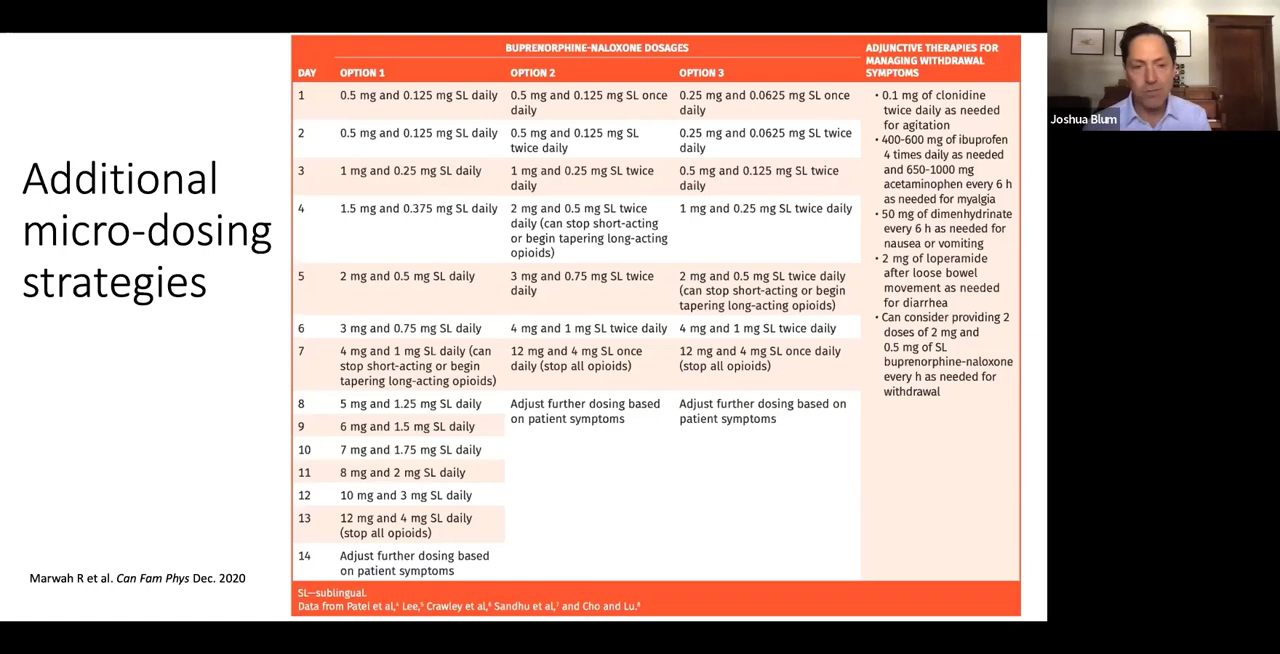 Additional
micro-dosing
strategies
Marwah R et al. Can Fam Phys Dec. 2020
BUPRENORPHINE-NALOXONE DOSAGES
DAY
OPTION 1
OPTION 2
OPTION 3
ADJUNCTIVE THERAPIES FOR
MANAGING WITHDRAWAL
SYMPTOMS
1
0.5 mg and 0.125 mg SL daily
0.5 mg and 0.125 mg SL once
daily
0.25 mg and 0.0625 mg SL once
daily
2
0.5 mg and 0.125 mg SL daily
0.5 mg and 0.125 mg SL
twice daily
0.25 mg and 0.0625 mg SL twice
daily
3
1 mg and 0.25 mg SL daily
1 mg and 0.25 mg SL twice
daily
0.5 mg and 0.125 mg SL twice
daily
4
1.5 mg and 0.375 mg SL daily
2 mg and 0.5 mg SL twice
daily (can stop short-acting
or begin tapering long-acting
opioids)
1 mg and 0.25 mg SL twice daily
5
2 mg and 0.5 mg SL daily
3 mg and 0.75 mg SL twice
daily
2 mg and 0.5 mg SL twice daily
(can stop short-acting or begin
tapering long-acting opioids)
6
3 mg and 0.75 mg SL daily
4 mg and 1 mg SL twice daily
4 mg and 1 mg SL twice daily
7
4 mg and 1 mg SL daily (can
stop short-acting or begin
tapering long-acting opioids)
12 mg and 4 mg SL once
daily (stop all opioids)
12 mg and 4 mg SL once daily
(stop all opioids)
8
5 mg and 1.25 mg SL daily
Adjust further dosing based
on patient symptoms
Adjust further dosing based on
patient symptoms
9
6 mg and 1.5 mg SL daily
10
7 mg and 1.75 mg SL daily
11
8 mg and 2 mg SL daily
12
10 mg and 3 mg SL daily
13
12 mg and 4 mg SL daily
(stop all opioids)
14
Adjust further dosing based
on patient symptoms
• 0.1 mg of clonidine
twice daily as needed
for agitation
• 400-600 mg of ibuprofen
4 times daily as needed
and 650-1000 mg
acetaminophen every 6 h
as needed for myalgia
• 50 mg of dimenhydrinate
every 6 h as needed for
nausea or vomiting
• 2 mg of loperamide
after loose bowel
movement as needed
for diarrhea
• Can consider providing 2
doses of 2 mg and
0.5 mg of SL
buprenorphine-naloxone
every h as needed for
withdrawal
SL—sublingual.
Data from Patel et al,4 Lee,5 Crawley et al,6 Sandhu et al,7 and Cho and Lu.8
Joshua Blum